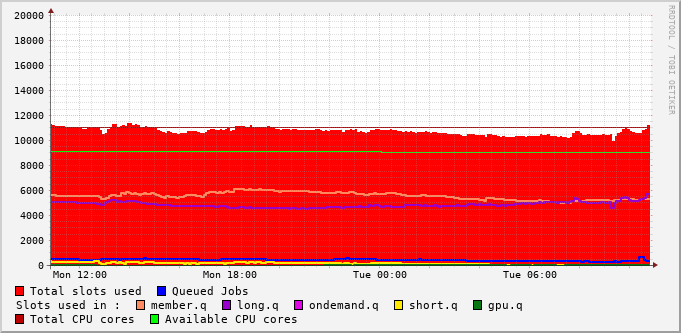 RRDTOOL / TOBI OETIKER
20000
18000
16000
14000
12000
10000
8000
6000
4000
2000
0
Mon 12:00 Mon 18:00 Tue 00:00 Tue 06:00
Total slots used Queued Jobs
Slots used in : member.q long.q ondemand.q short.q gpu.q
Total CPU cores Available CPU cores